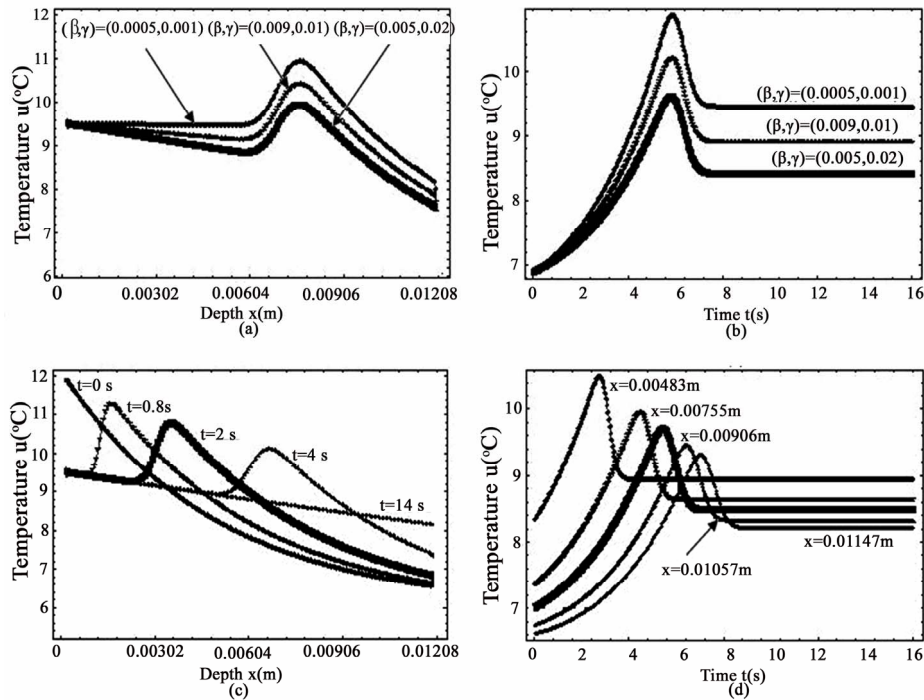 12
11
10
9
8
7
6
Temperature u(°C)
(β,γ)=(0.0005,0.001) (β,γ)=(0.009,0.01) (β,γ)=(0.005,0.02)
0 0.00302 0.00604 0.00906 0.01208
Depth x(m)
(a)
10
9
8
7
Temperature u(°C)
(β,γ)=(0.0005,0.001)
(β,γ)=(0.009,0.01)
(β,γ)=(0.005,0.02)
0 2 4 6 8 10 12 14 16
Time t(s)
(b)
12
11
10
9
8
7
6
Temperature u(°C)
t=0 s
t=0.8s
t=2 s
t=4 s
t=14 s
0 0.00302 0.00604 0.00906 0.01208
Depth x(m)
(c)
10
9
8
7
Temperature u(°C)
x=0.00483m
x=0.00755m
x=0.00906m
x=0.01147m
x=0.01057m
0 2 4 6 8 10 12 14 16
Time t(s)
(d)